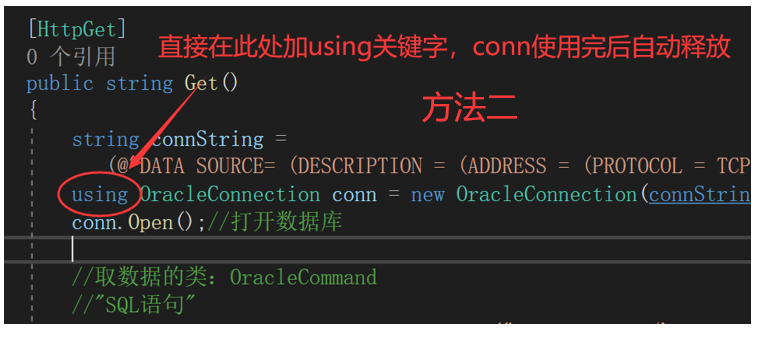 [HttpGet]
0 个引用
直接在此处加using关键字，conn使用完后自动释放
public string Get()
方法二
{
string connString =
(@"DATA SOURCE= (DESCRIPTION = (ADDRESS = (PROTOCOL = TCP
using OracleConnection conn = new OracleConnection(connStrin
conn.Open();//打开数据库
//取数据的类：OracleCommand
//"SQL语句"